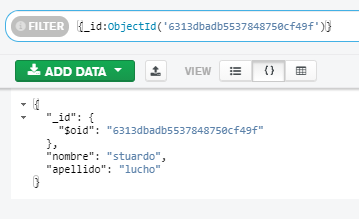 FILTER {_id:ObjectId('6313dbadb5537848750cf49f')}
ADD DATA VIEW {}
{
"_id": {
"$oid": "6313dbadb5537848750cf49f"
},
"nombre": "stuardo",
"apellido": "lucho"
}